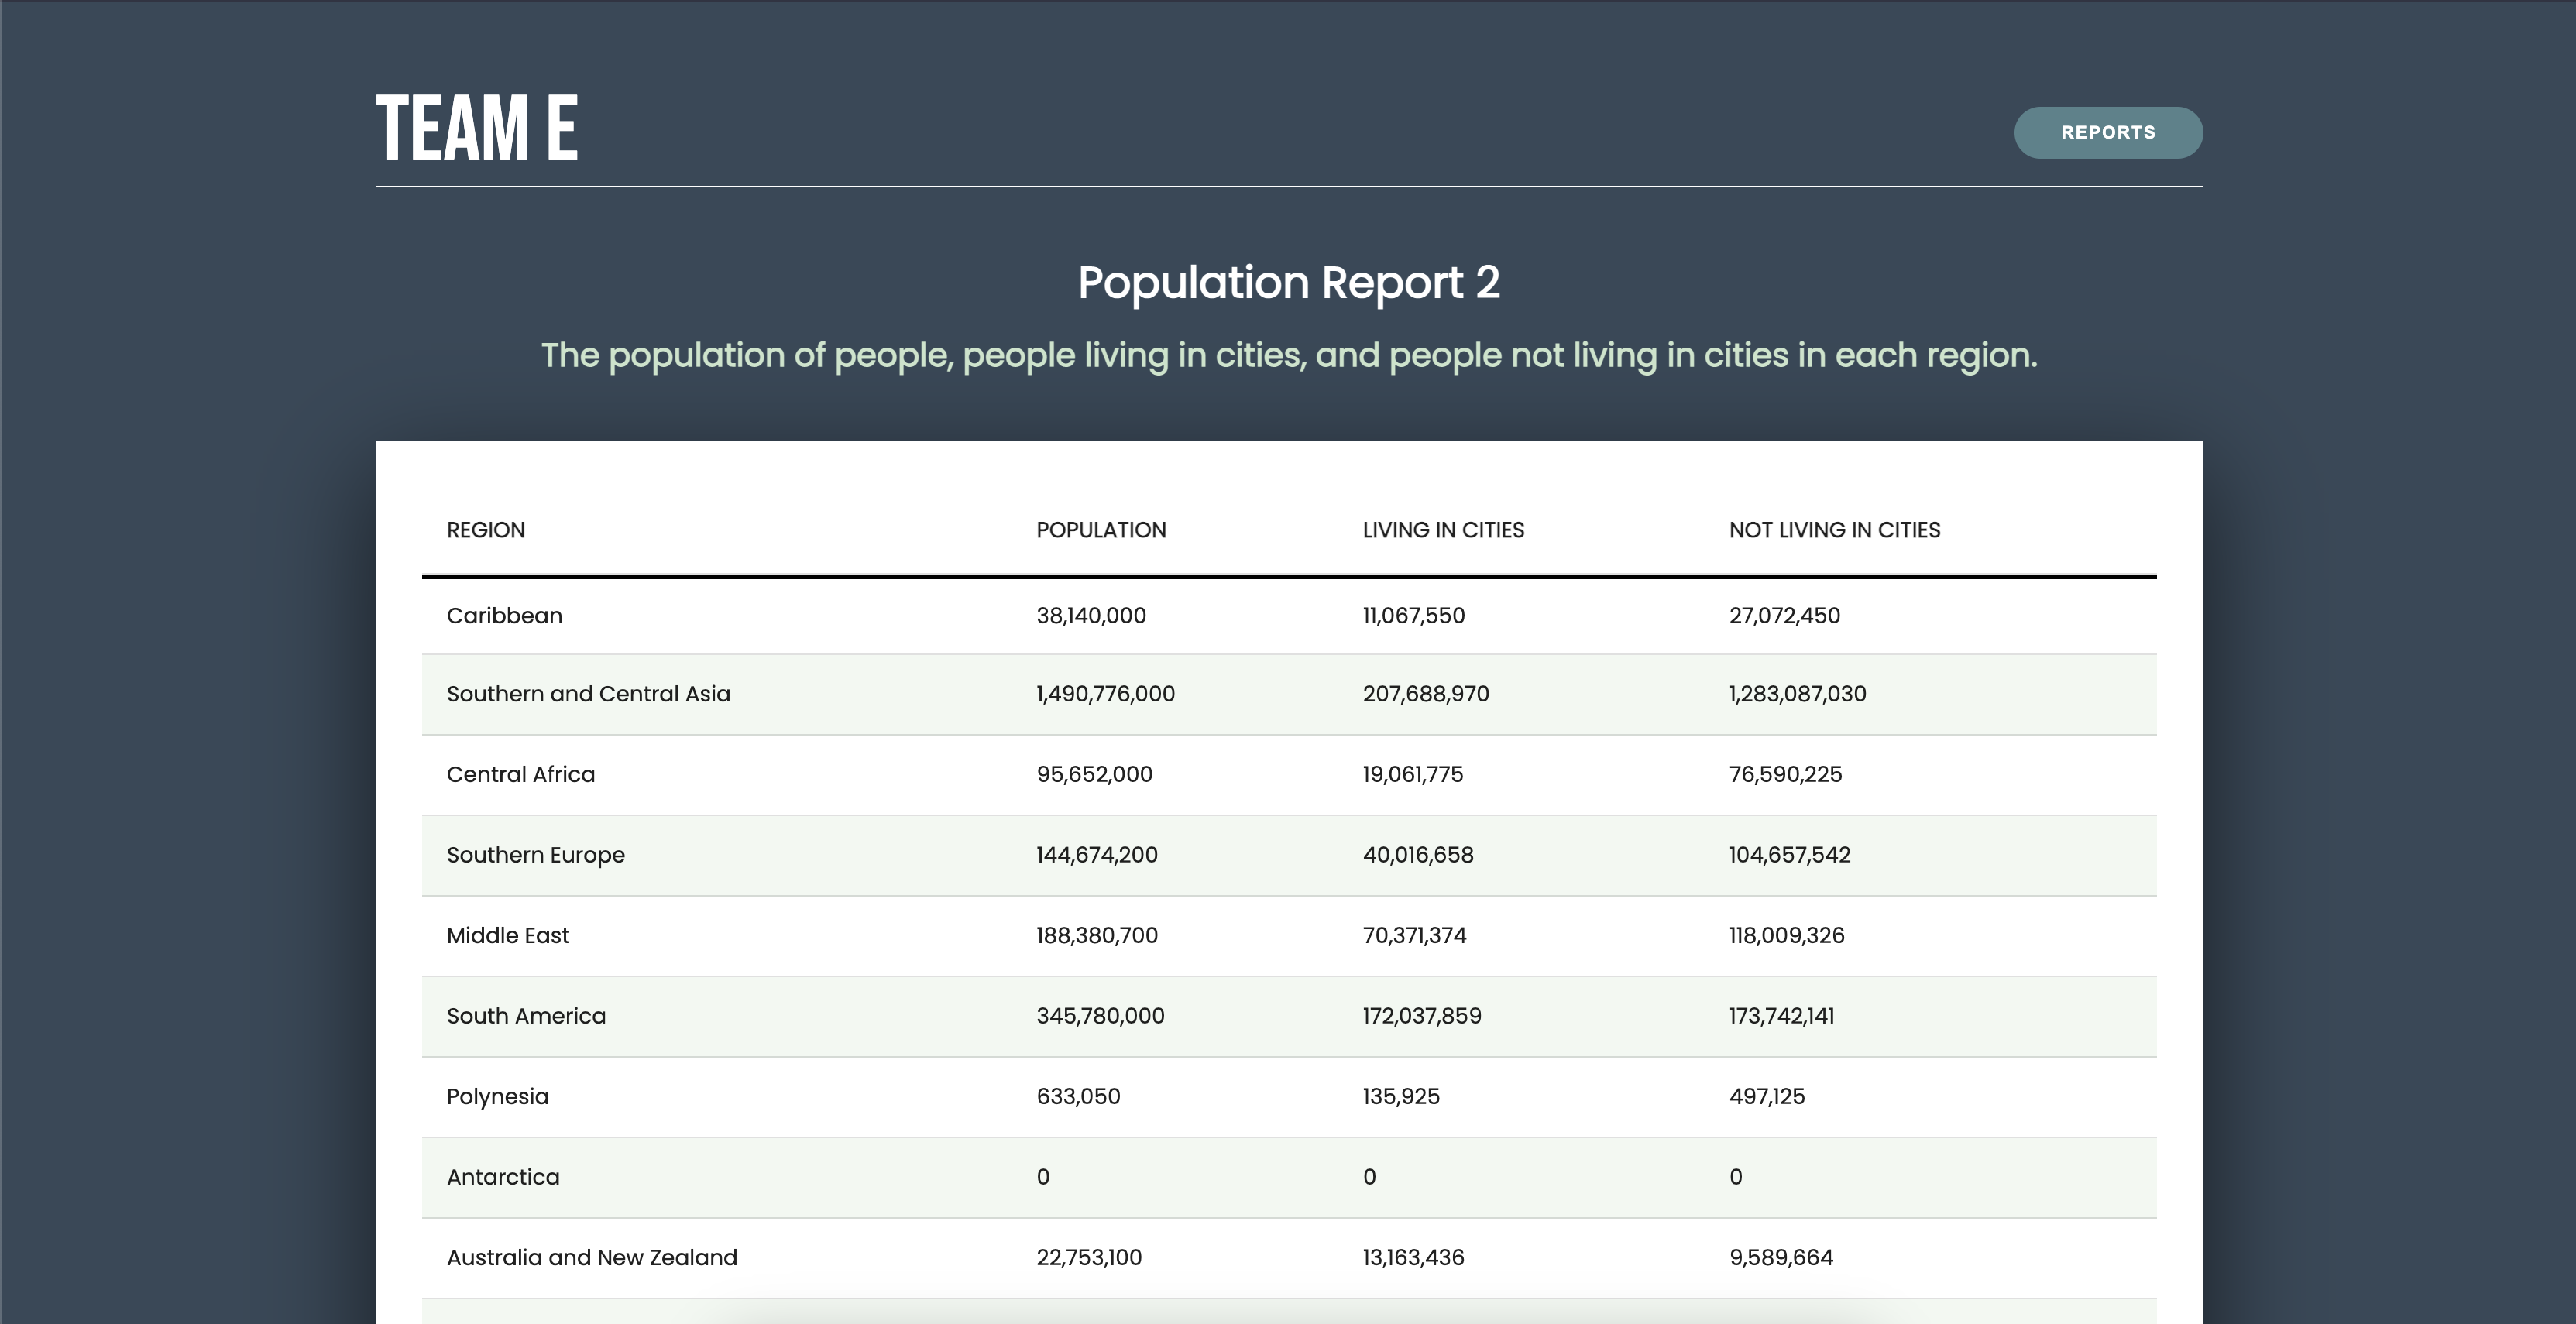 TEAM E
REPORTS
Population Report 2
The population of people, people living in cities, and people not living in cities in each region.
REGION POPULATION LIVING IN CITIES NOT LIVING IN CITIES
Caribbean 38,140,000 11,067,550 27,072,450
Southern and Central Asia 1,490,776,000 207,688,970 1,283,087,030
Central Africa 95,652,000 19,061,775 76,590,225
Southern Europe 144,674,200 40,016,658 104,657,542
Middle East 188,380,700 70,371,374 118,009,326
South America 345,780,000 172,037,859 173,742,141
Polynesia 633,050 135,925 497,125
Antarctica 0 0 0
Australia and New Zealand 22,753,100 13,163,436 9,589,664